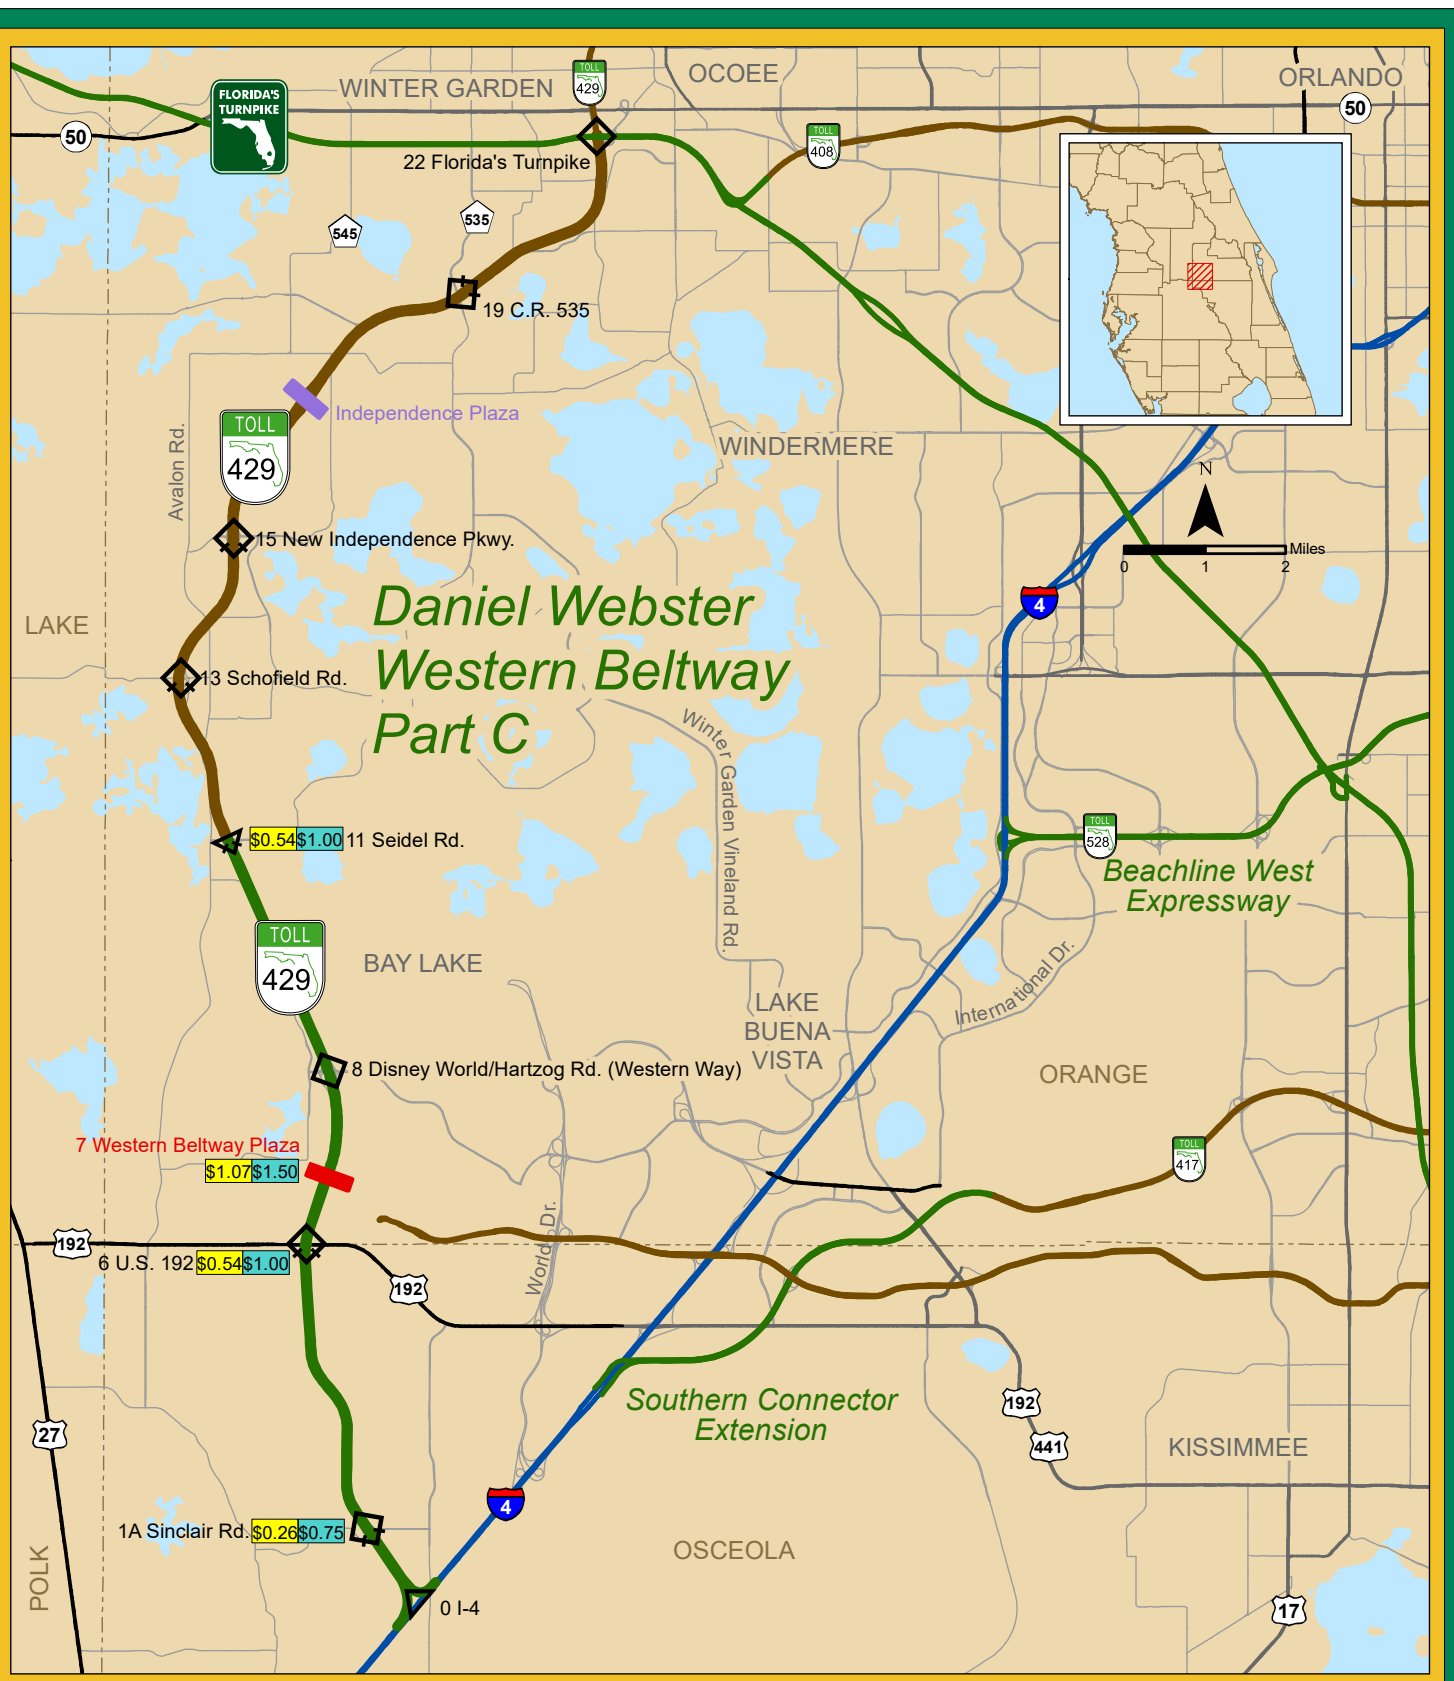 WINTER GARDEN
TOLL
429
OCOEE
ORLANDO
FLORIDA'S
TURNPIKE
50
50
TOLL
408
22 Florida's Turnpike
545
535
19 C.R. 535
Independence Plaza
TOLL
429
Avalon Rd.
WINDERMERE
N
Miles
0 1 2
15 New Independence Pkwy.
4
LAKE
Daniel Webster
Western Beltway
Part C
13 Schofield Rd.
Winter Garden Vineland Rd.
$0.54 $1.00 11 Seidel Rd.
TOLL
528
Beachline West
Expressway
TOLL
429
BAY LAKE
LAKE
BUENA
VISTA
International Dr.
8 Disney World/Hartzog Rd. (Western Way)
ORANGE
7 Western Beltway Plaza
$1.07 $1.50
TOLL
417
192
6 U.S. 192 $0.54 $1.00
192
World Dr.
Southern Connector
Extension
192
441
27
KISSIMMEE
4
1A Sinclair Rd. $0.26 $0.75
OSCEOLA
POLK
0 I-4
17